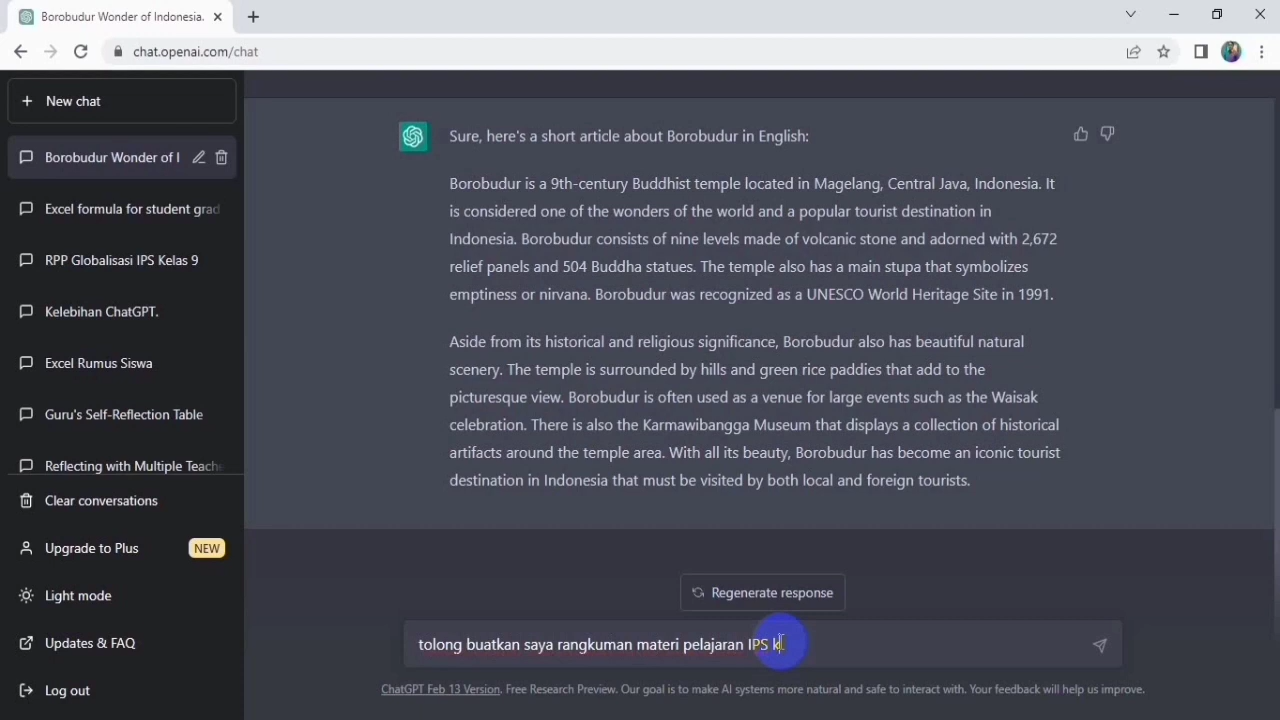 Borobudur Wonder of Indonesia.
chat.openai.com/chat
New chat
Borobudur Wonder of I
Excel formula for student grad
RPP Globalisasi IPS Kelas 9
Kelebihan ChatGPT.
Excel Rumus Siswa
Guru's Self-Reflection Table
Reflecting with Multiple Teache
Clear conversations
Upgrade to Plus NEW
Light mode
Updates & FAQ
Log out
Sure, here's a short article about Borobudur in English:
Borobudur is a 9th-century Buddhist temple located in Magelang, Central Java, Indonesia. It
is considered one of the wonders of the world and a popular tourist destination in
Indonesia. Borobudur consists of nine levels made of volcanic stone and adorned with 2,672
relief panels and 504 Buddha statues. The temple also has a main stupa that symbolizes
emptiness or nirvana. Borobudur was recognized as a UNESCO World Heritage Site in 1991.
Aside from its historical and religious significance, Borobudur also has beautiful natural
scenery. The temple is surrounded by hills and green rice paddies that add to the
picturesque view. Borobudur is often used as a venue for large events such as the Waisak
celebration. There is also the Karmawibangga Museum that displays a collection of historical
artifacts around the temple area. With all its beauty, Borobudur has become an iconic tourist
destination in Indonesia that must be visited by both local and foreign tourists.
Regenerate response
tolong buatkan saya rangkuman materi pelajaran IPS k
ChatGPT Feb 13 Version. Free Research Preview. Our goal is to make AI systems more natural and safe to interact with. Your feedback will help us improve.